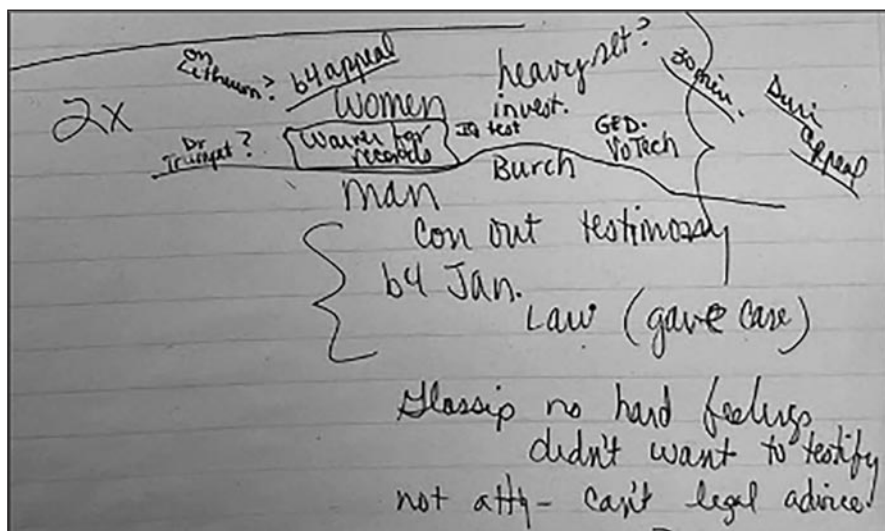 on
Lithium? b4 appeal heavyset? 30 min.
2x women invest. Duri
Dr
Trumpet? Waiver for
records IQ test GED.
VoTech appeal
Burch
man
Con out testimony
b4 Jan.
Law (gave case)
Glossip no hard feelings
didn't want to testify
not atty - can't legal advice